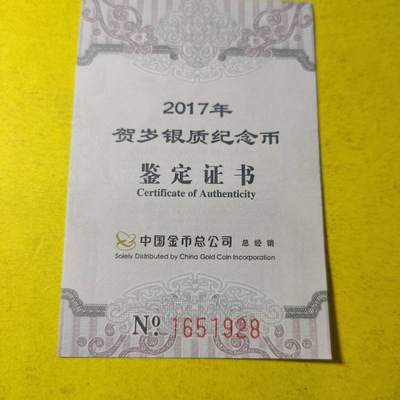 2017年
贺岁银质纪念币
鉴定证书
Certificate of Authenticity
中国金币总公司 总经销
Solely Distributed by China Gold Coin Incorporation
No. 1651928